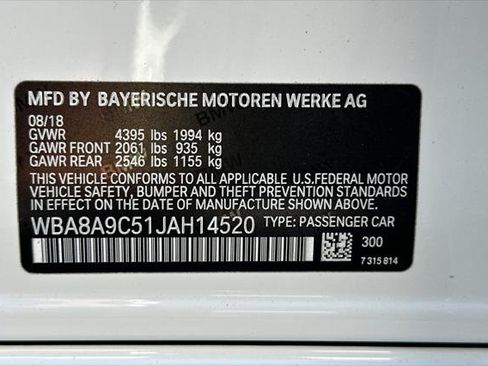 MFD BY BAYERISCHE MOTOREN WERKE AG
08/18
GVWR 4395 lbs 1994 kg
GAWR FRONT 2061 lbs 935 kg
GAWR REAR 2546 lbs 1155 kg
THIS VEHICLE CONFORMS TO ALL APPLICABLE U.S.FEDERAL MOTOR
VEHICLE SAFETY, BUMPER AND THEFT PREVENTION STANDARDS
IN EFFECT ON THE DATE OF MANUFACTURE SHOWN ABOVE.
WBA8A9C51JAH14520 TYPE: PASSENGER CAR
300
7 315 814